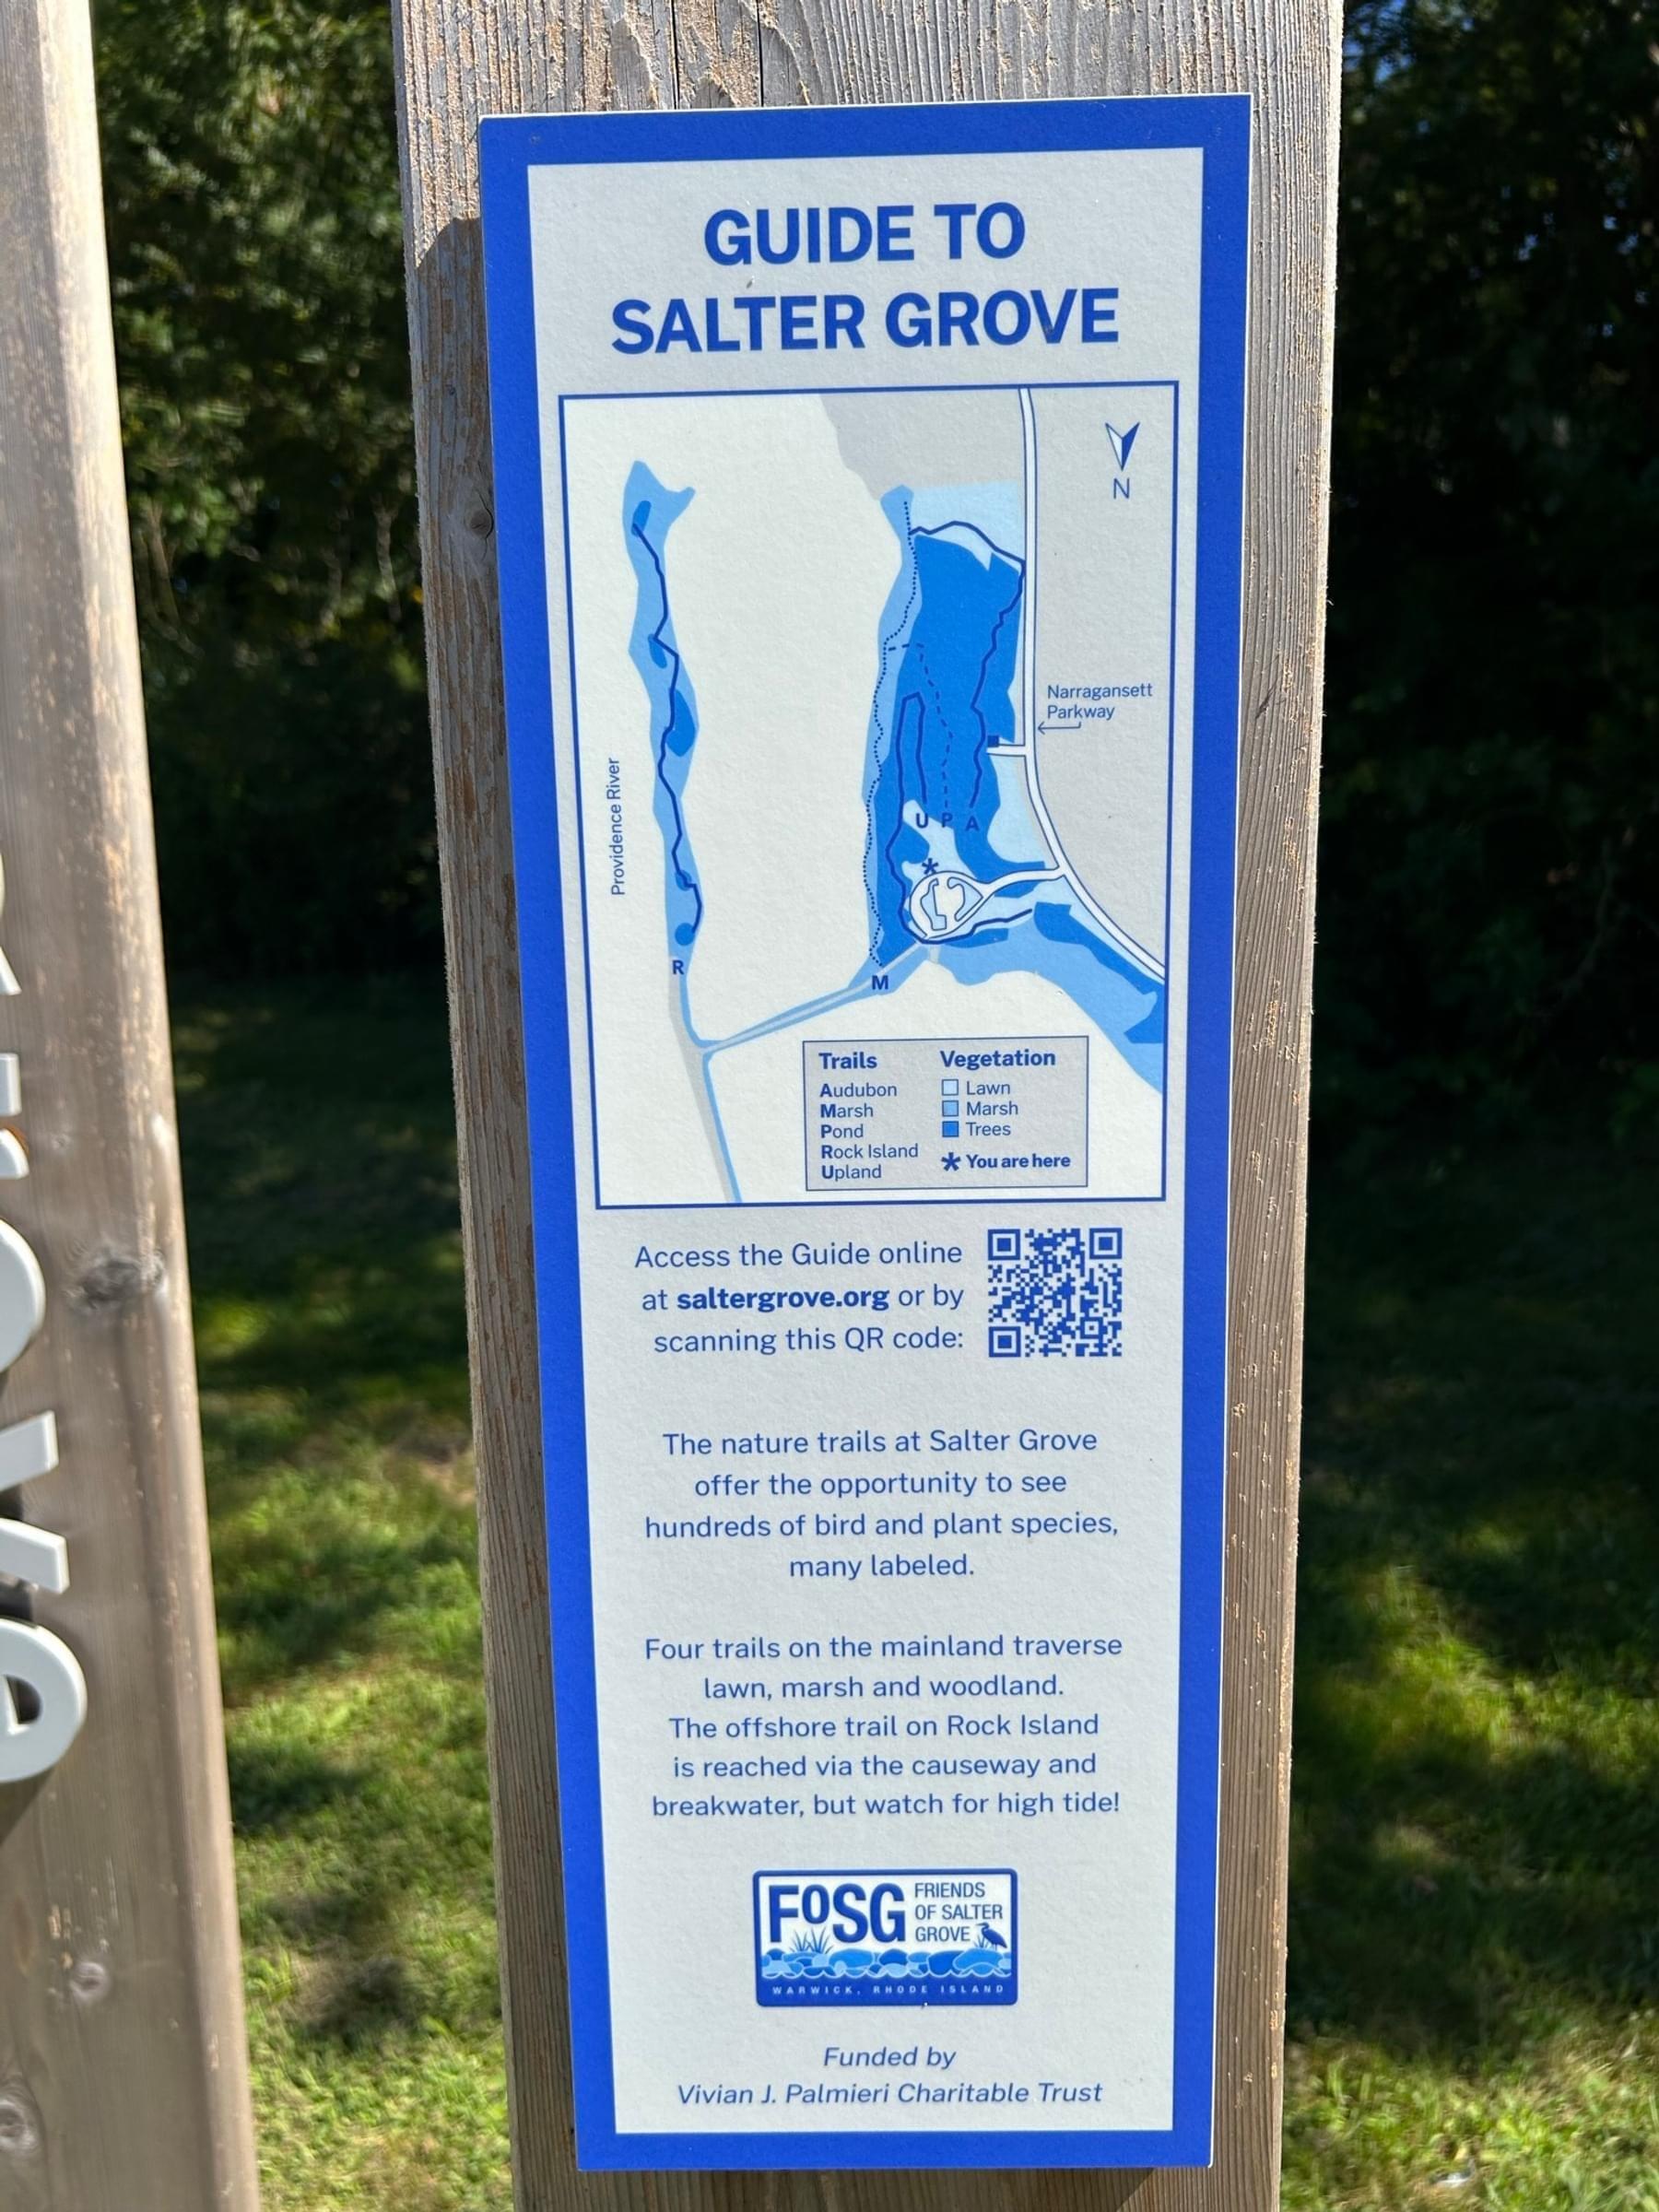 GUIDE TO
SALTER GROVE
N
Narragansett
Parkway
Providence River
U P A
R
M
Trails
Audubon
Marsh
Pond
Rock Island
Upland
Vegetation
Lawn
Marsh
Trees
* You are here
Access the Guide online
at saltergrove.org or by
scanning this QR code:
The nature trails at Salter Grove
offer the opportunity to see
hundreds of bird and plant species,
many labeled.
Four trails on the mainland traverse
lawn, marsh and woodland.
The offshore trail on Rock Island
is reached via the causeway and
breakwater, but watch for high tide!
FoSG
FRIENDS
OF SALTER
GROVE
WARWICK, RHODE ISLAND
Funded by
Vivian J. Palmieri Charitable Trust